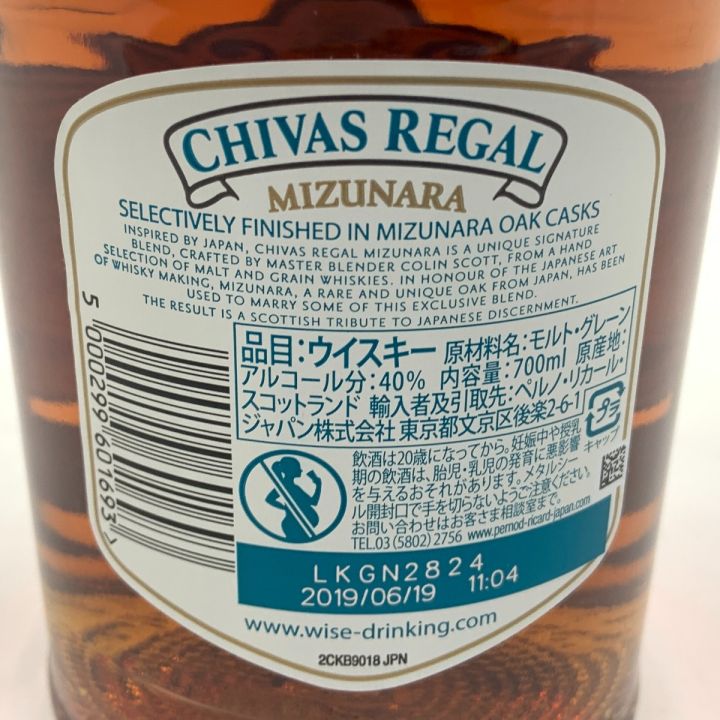 CHIVAS REGAL
MIZUNARA
SELECTIVELY FINISHED IN MIZUNARA OAK CASKS
INSPIRED BY JAPAN, CHIVAS REGAL MIZUNARA IS A UNIQUE SIGNATURE
BLEND, CRAFTED BY MASTER BLENDER COLIN SCOTT, FROM A HAND
SELECTION OF MALT AND GRAIN WHISKIES. IN HONOUR OF THE JAPANESE ART
OF WHISKY MAKING, MIZUNARA, A RARE AND UNIQUE OAK FROM JAPAN, HAS BEEN
USED TO MARRY SOME OF THIS EXCLUSIVE BLEND.
THE RESULT IS A SCOTTISH TRIBUTE TO JAPANESE DISCERNMENT.
5 000299 601693 >
品目:ウイスキー 原材料名:モルト・グレーン
アルコール分:40% 内容量:700ml 原産地:
スコットランド 輸入者及引取先:ペルノ・リカール・
ジャパン株式会社 東京都文京区後楽2-6-1
プラ
キャップ
飲酒は20歳になってから。妊娠中や授乳
期の飲酒は、胎児・乳児の発育に悪影響
を与えるおそれがあります。メタルシー
ル開封口で手を切らないようご注意ください。
お問い合わせはお客さま相談室まで。
TEL.03 (5802) 2756 www.pernod-ricard-japan.com
LKGN2824
2019/06/19 11:04
www.wise-drinking.com
2CKB9018 JPN